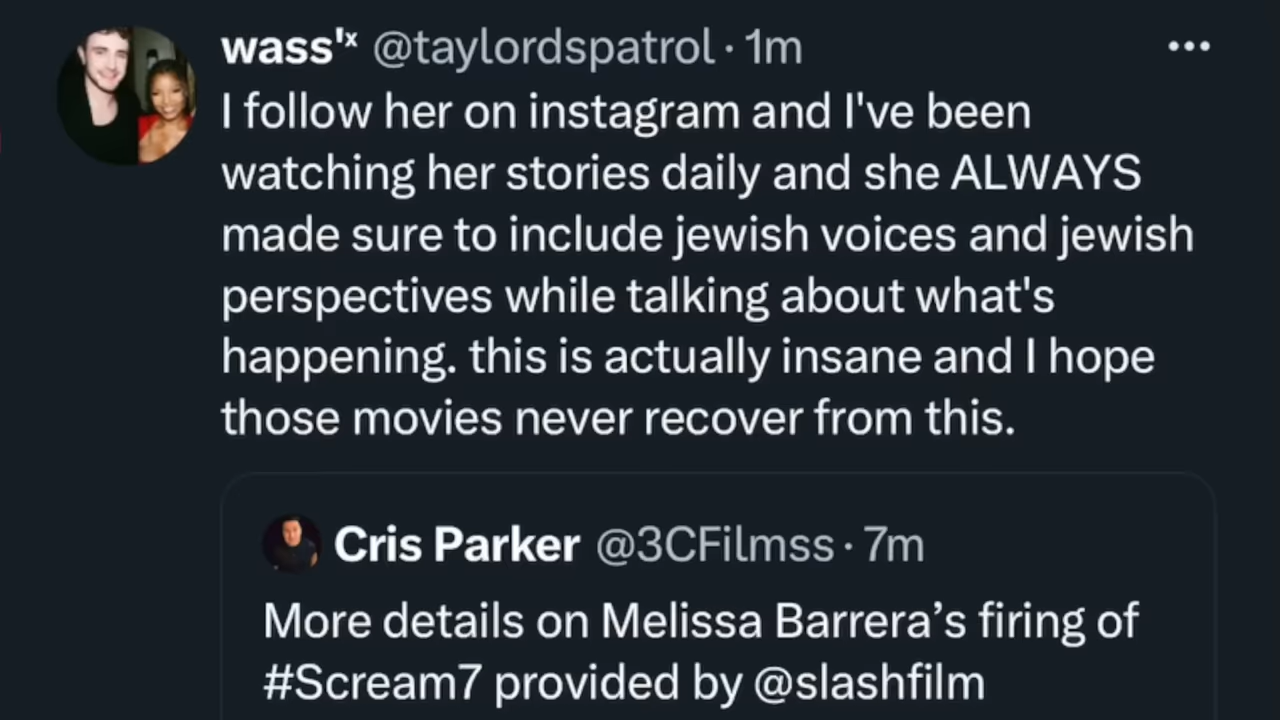 wass'ˣ @taylordspatrol · 1m
I follow her on instagram and I've been
watching her stories daily and she ALWAYS
made sure to include jewish voices and jewish
perspectives while talking about what's
happening. this is actually insane and I hope
those movies never recover from this.
Cris Parker @3CFilmss · 7m
More details on Melissa Barrera’s firing of
#Scream7 provided by @slashfilm